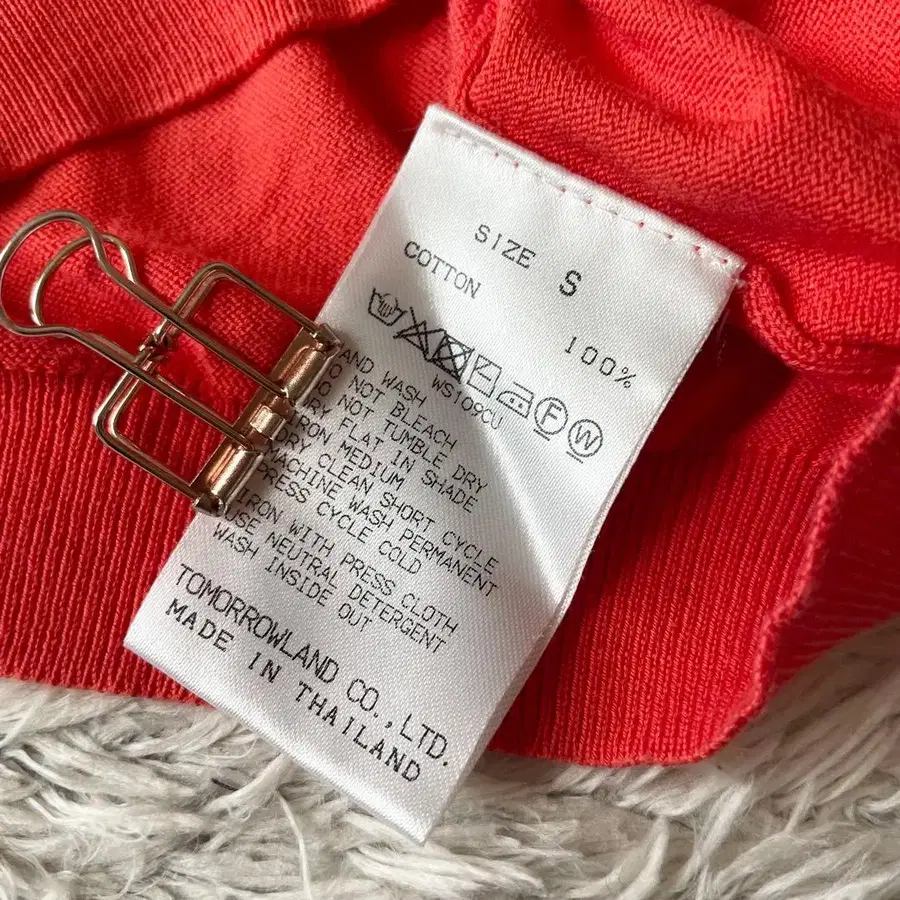 SIZE S
COTTON 100%
F W
WS109CU
AND WASH
O NOT BLEACH
O NOT TUMBLE DRY
RY FLAT IN SHADE
IRON MEDIUM
DRY CLEAN SHORT CYCLE
MACHINE WASH PERMANENT
PRESS CYCLE COLD
IRON WITH PRESS CLOTH
USE NEUTRAL DETERGENT
WASH INSIDE OUT
TOMORROWLAND CO.,LTD.
MADE IN THAILAND